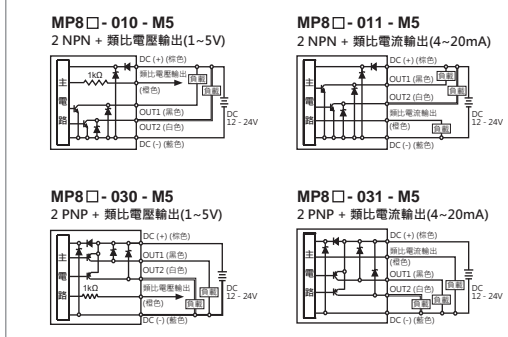 MP8□- 010 - M5
2 NPN + 類比電壓輸出(1~5V)
DC (+) (棕色)
1kΩ
類比電壓輸出
(橙色)
負載
負載
主
電
路
OUT1 (黑色)
OUT2 (白色)
DC (-) (藍色)
DC
12 - 24V
MP8□- 011 - M5
2 NPN + 類比電流輸出(4~20mA)
DC (+) (棕色)
OUT1 (黑色)
負載
負載
OUT2 (白色)
類比電流輸出
(橙色)
負載
主
電
路
DC (-) (藍色)
DC
12 - 24V
MP8□- 030 - M5
2 PNP + 類比電壓輸出(1~5V)
DC (+) (棕色)
OUT1 (黑色)
OUT2 (白色)
主
電
路
1kΩ
類比電壓輸出
(橙色)
負載
負載
DC (-) (藍色)
DC
12 - 24V
MP8□- 031 - M5
2 PNP + 類比電流輸出(4~20mA)
DC (+) (棕色)
類比電流輸出
(橙色)
OUT1 (黑色)
OUT2 (白色)
主
電
路
負載
負載
負載
DC (-) (藍色)
DC
12 - 24V